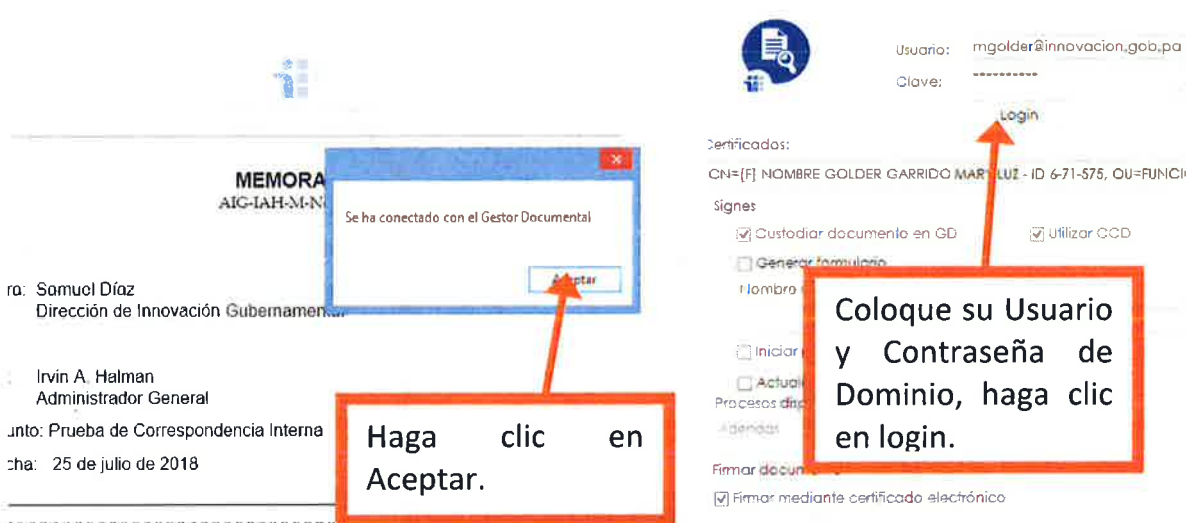 MEMORA
AIG-IAH-M-N
ra: Samuel Díaz
Dirección de Innovación Gubernamental
Irvin A. Halman
Administrador General
unto: Prueba de Correspondencia Interna
cha: 25 de julio de 2018
Se ha conectado con el Gestor Documental
Aceptar
Haga clic en
Aceptar.
Usuario: mgolder@innovacion.gob.pa
Clave: ----------
Login
Certificados:
CN=[F] NOMBRE GOLDER GARRIDO MARI LUZ - ID 6-71-575, OU=FUNCI
Signes
Custodiar documento en GD
Utilizar CCD
Generar formulario
Nombre
Iniciar
Actual
Procesos disp
Adendas
Firmar docum
Firmar mediante certificado electrónico
Coloque su Usuario
y Contraseña de
Dominio, haga clic
en login.